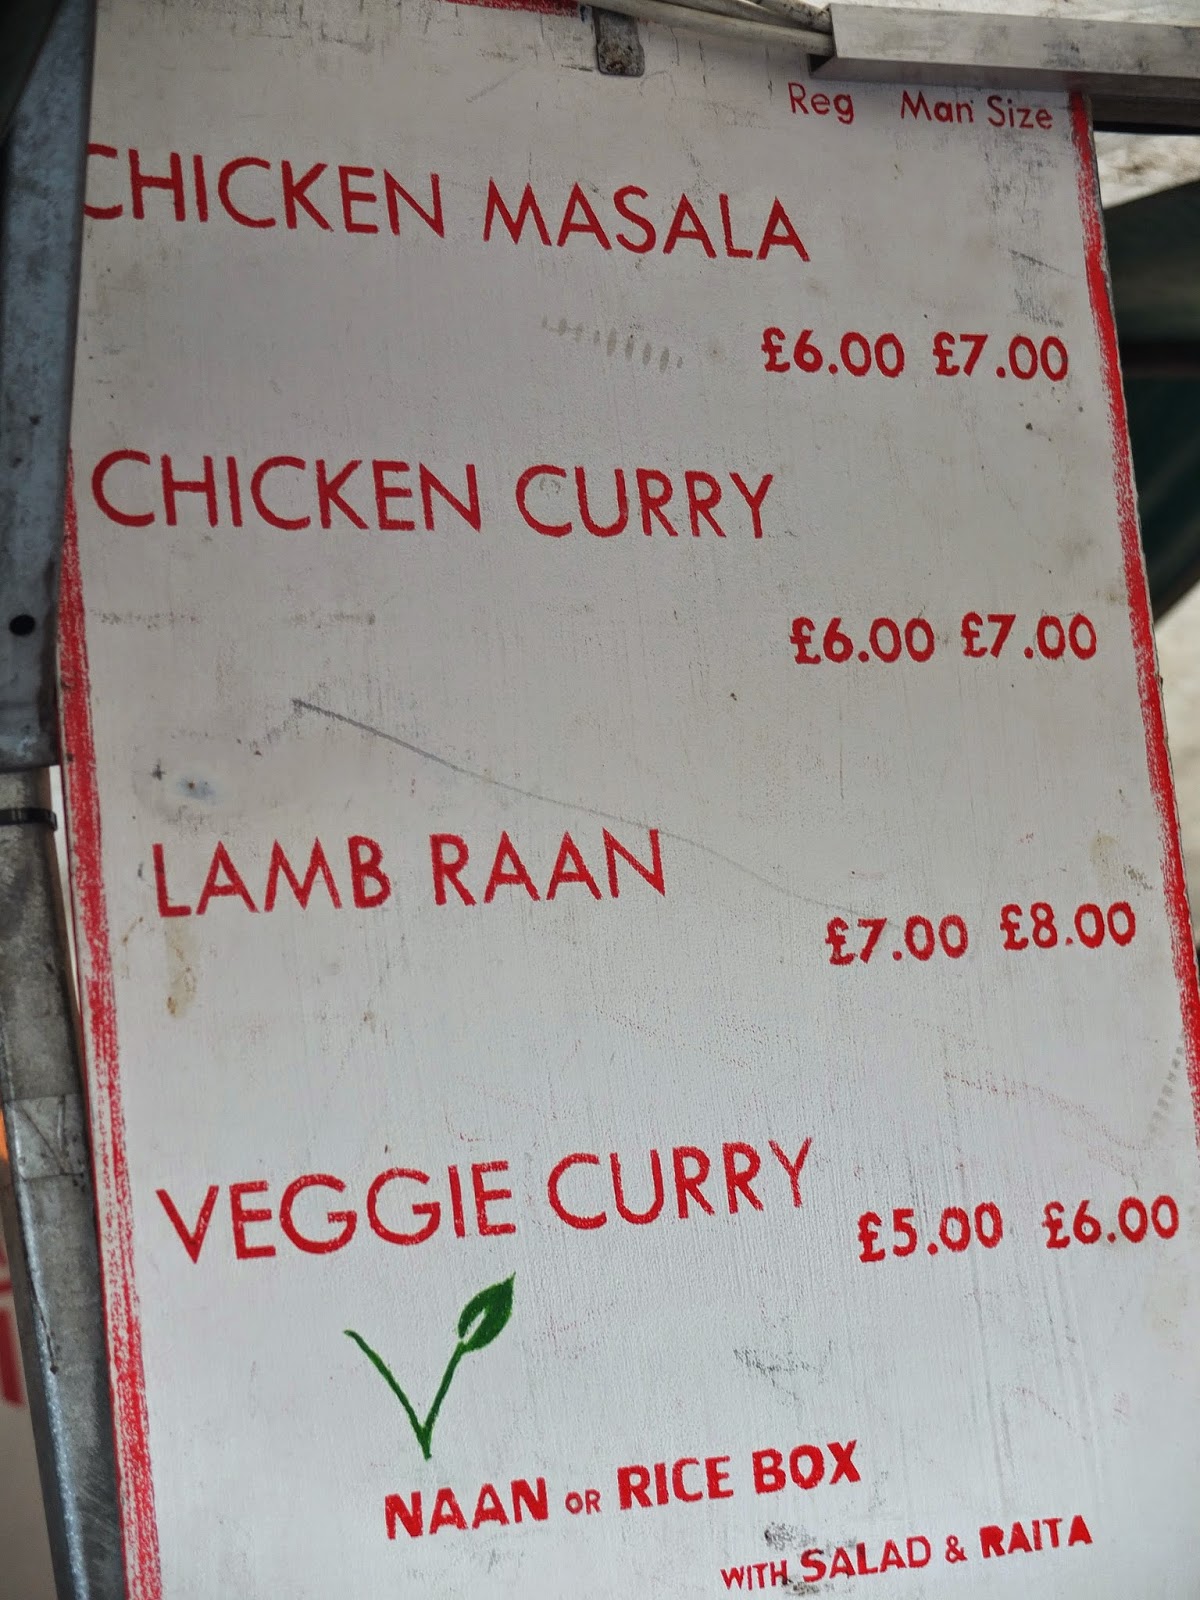 Reg Man Size
CHICKEN MASALA
£6.00 £7.00
CHICKEN CURRY
£6.00 £7.00
LAMB RAAN
£7.00 £8.00
VEGGIE CURRY £5.00 £6.00
V
NAAN OR RICE BOX
WITH SALAD & RAITA